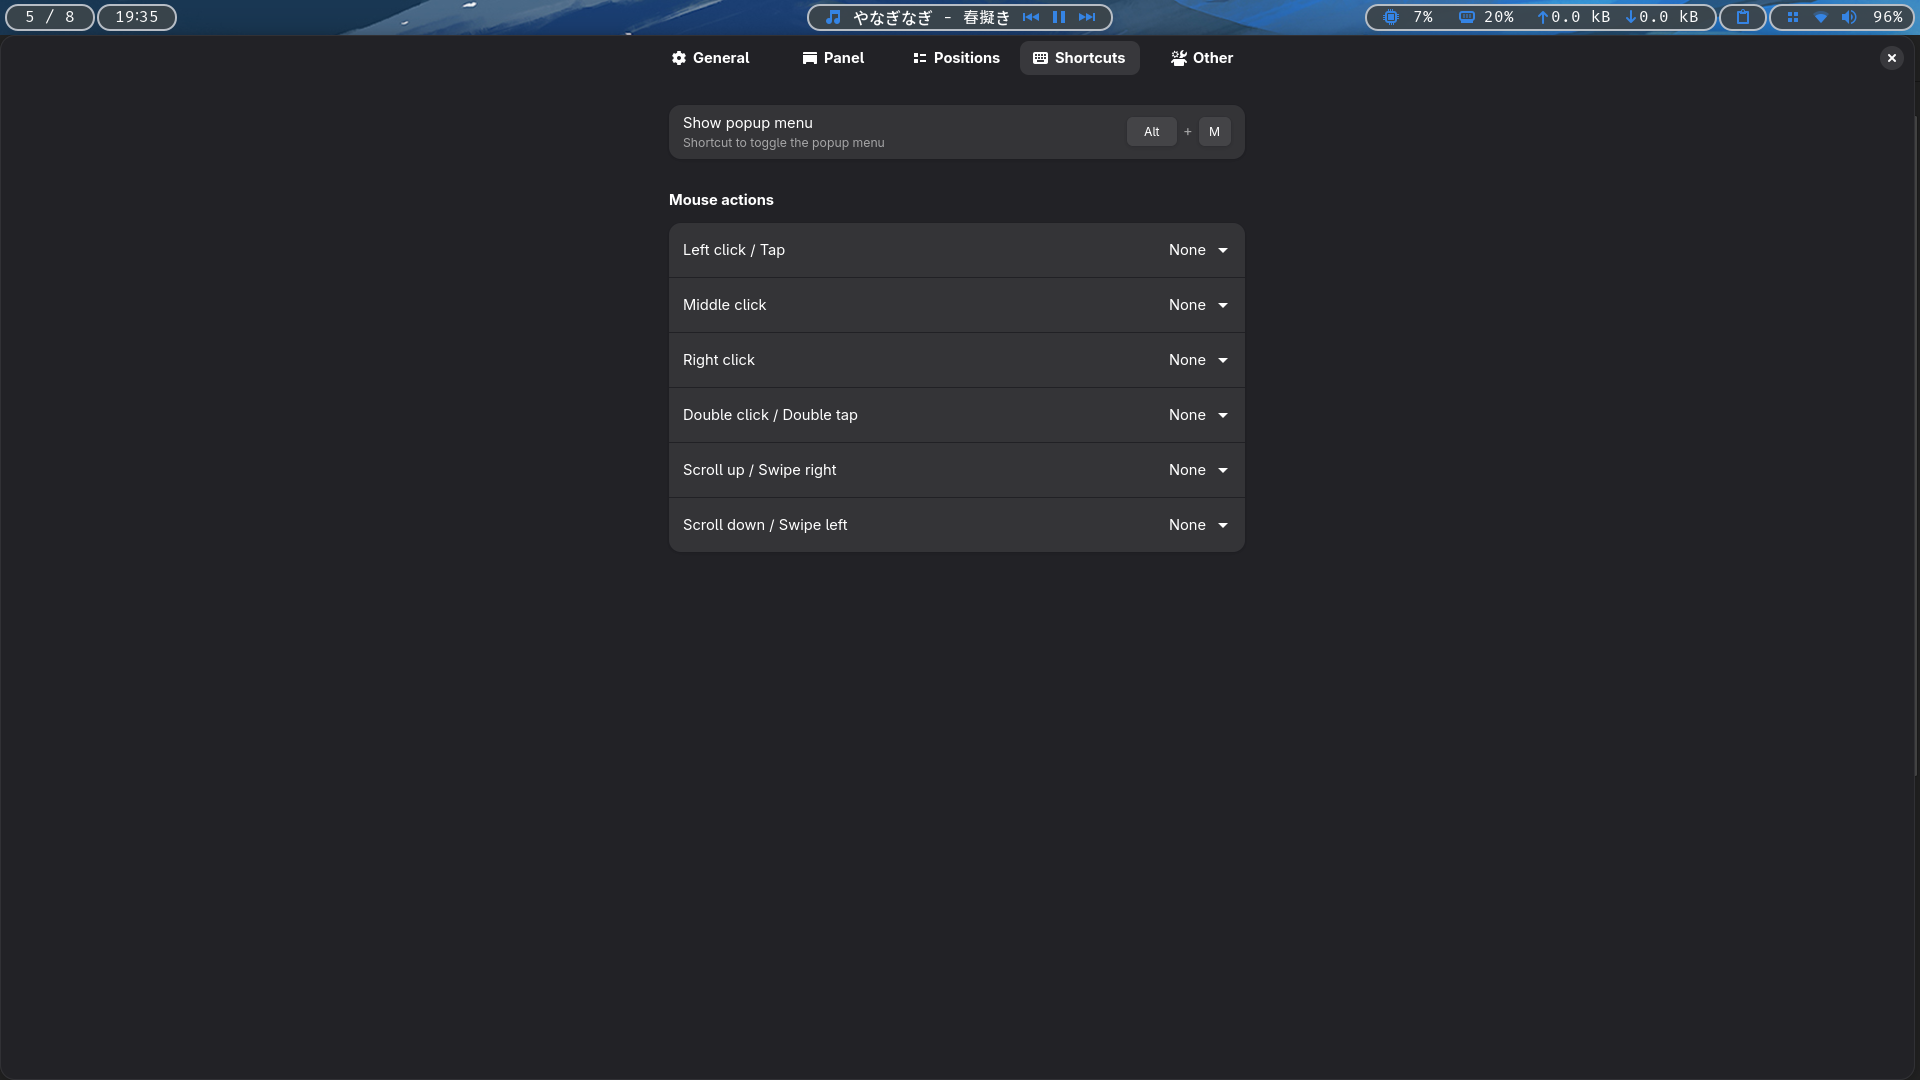 5 / 8
19:35
やなぎなぎ - 春擬き
7%
20%
0.0 kB
0.0 kB
96%
General
Panel
Positions
Shortcuts
Other
Show popup menu
Shortcut to toggle the popup menu
Alt + M
Mouse actions
Left click / Tap
None
Middle click
None
Right click
None
Double click / Double tap
None
Scroll up / Swipe right
None
Scroll down / Swipe left
None